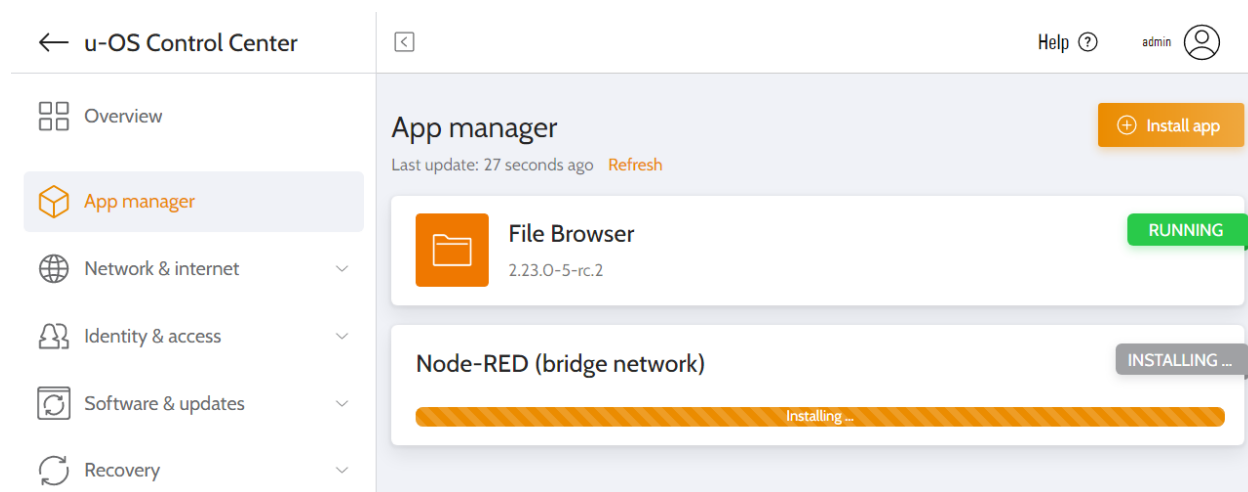 u-OS Control Center
Help
admin
Overview
App manager
Network & internet
Identity & access
Software & updates
Recovery
App manager
Install app
Last update: 27 seconds ago Refresh
File Browser
RUNNING
2.23.0-5-rc.2
Node-RED (bridge network)
INSTALLING ...
Installing ...